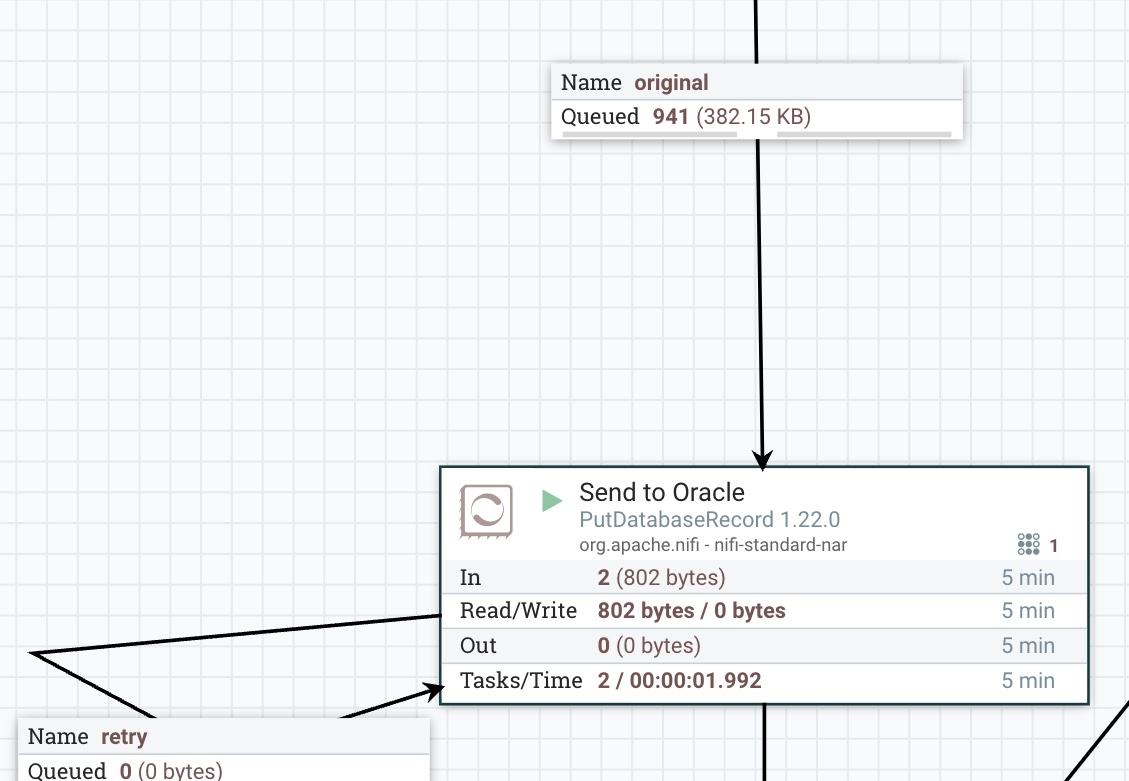 Name original
Queued 941 (382.15 KB)
Send to Oracle
PutDatabaseRecord 1.22.0
org.apache.nifi - nifi-standard-nar
1
In 2 (802 bytes) 5 min
Read/Write 802 bytes / 0 bytes 5 min
Out 0 (0 bytes) 5 min
Tasks/Time 2 / 00:00:01.992 5 min
Name retry
Queued 0 (0 bytes)